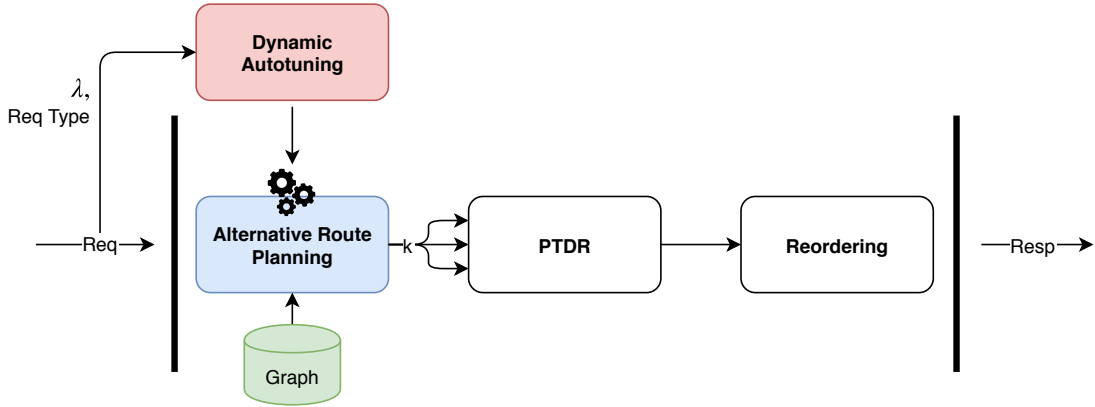 Dynamic
Autotuning
λ,
Req Type
Req
Alternative Route
Planning
k
PTDR
Reordering
Resp
Graph